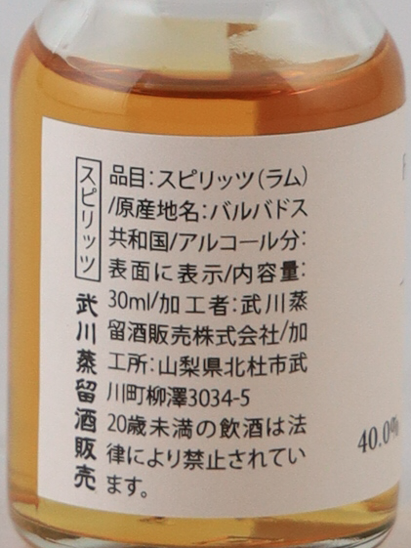 スピリッツ
武川蒸留酒販売
品目:スピリッツ(ラム)
/原産地名:バルバドス
共和国/アルコール分:
表面に表示/内容量:
30ml/加工者:武川蒸
留酒販売株式会社/加
工所:山梨県北杜市武
川町柳澤3034-5
20歳未満の飲酒は法
律により禁止されてい
ます。
40.0%